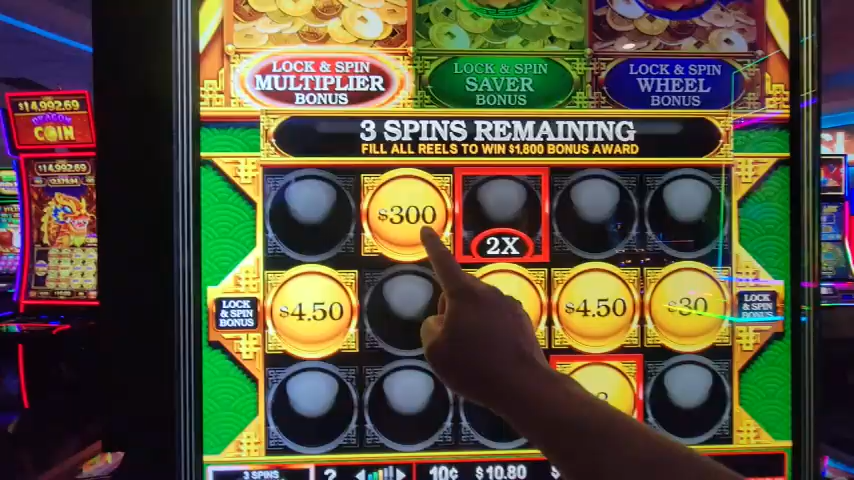 LOCK & SPIN
MULTIPLIER
BONUS
LOCK & SPIN
SAVER
BONUS
LOCK & SPIN
WHEEL
BONUS
$14,992.69
DRAGON
COIN
$14,992.69
3 SPINS REMAINING
FILL ALL REELS TO WIN $1,800 BONUS AWARD
$300
2X
LOCK
& SPIN
BONUS
$4.50
$4.50
$30
LOCK
& SPIN
BONUS
3 SPINS
?
10¢
$10.80